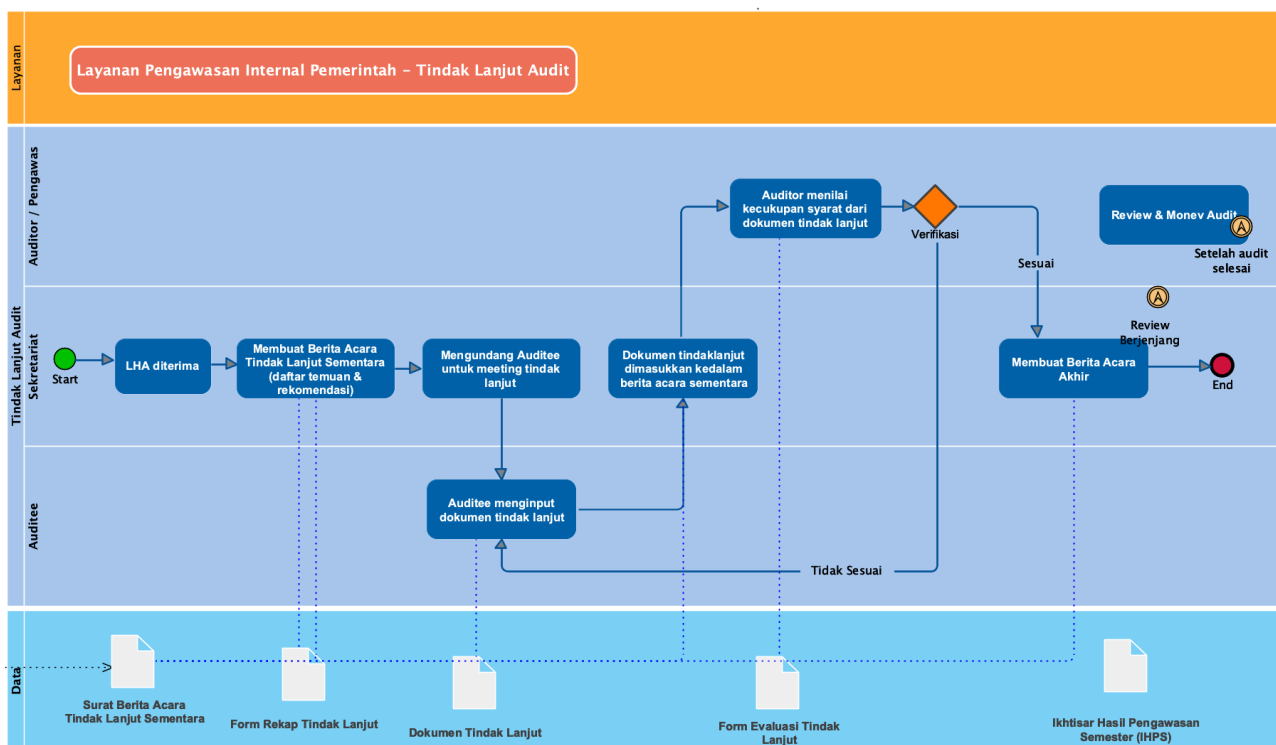 Layanan
Layanan Pengawasan Internal Pemerintah – Tindak Lanjut Audit
Tindak Lanjut Audit
Auditor / Pengawas
Auditor menilai
kecukupan syarat dari
dokumen tindak lanjut
Verifikasi
Sesuai
Review & Monev Audit
A
Setelah audit
selesai
Sekretariat
Start
LHA diterima
Membuat Berita Acara
Tindak Lanjut Sementara
(daftar temuan &
rekomendasi)
Mengundang Auditee
untuk meeting tindak
lanjut
Dokumen tindaklanjut
dimasukkan kedalam
berita acara sementara
A
Review
Berjenjang
Membuat Berita Acara
Akhir
End
Auditee
Auditee menginput
dokumen tindak lanjut
Tidak Sesuai
Data
Surat Berita Acara
Tindak Lanjut Sementara
Form Rekap Tindak Lanjut
Dokumen Tindak Lanjut
Form Evaluasi Tindak
Lanjut
Ikhtisar Hasil Pengawasan
Semester (IHPS)